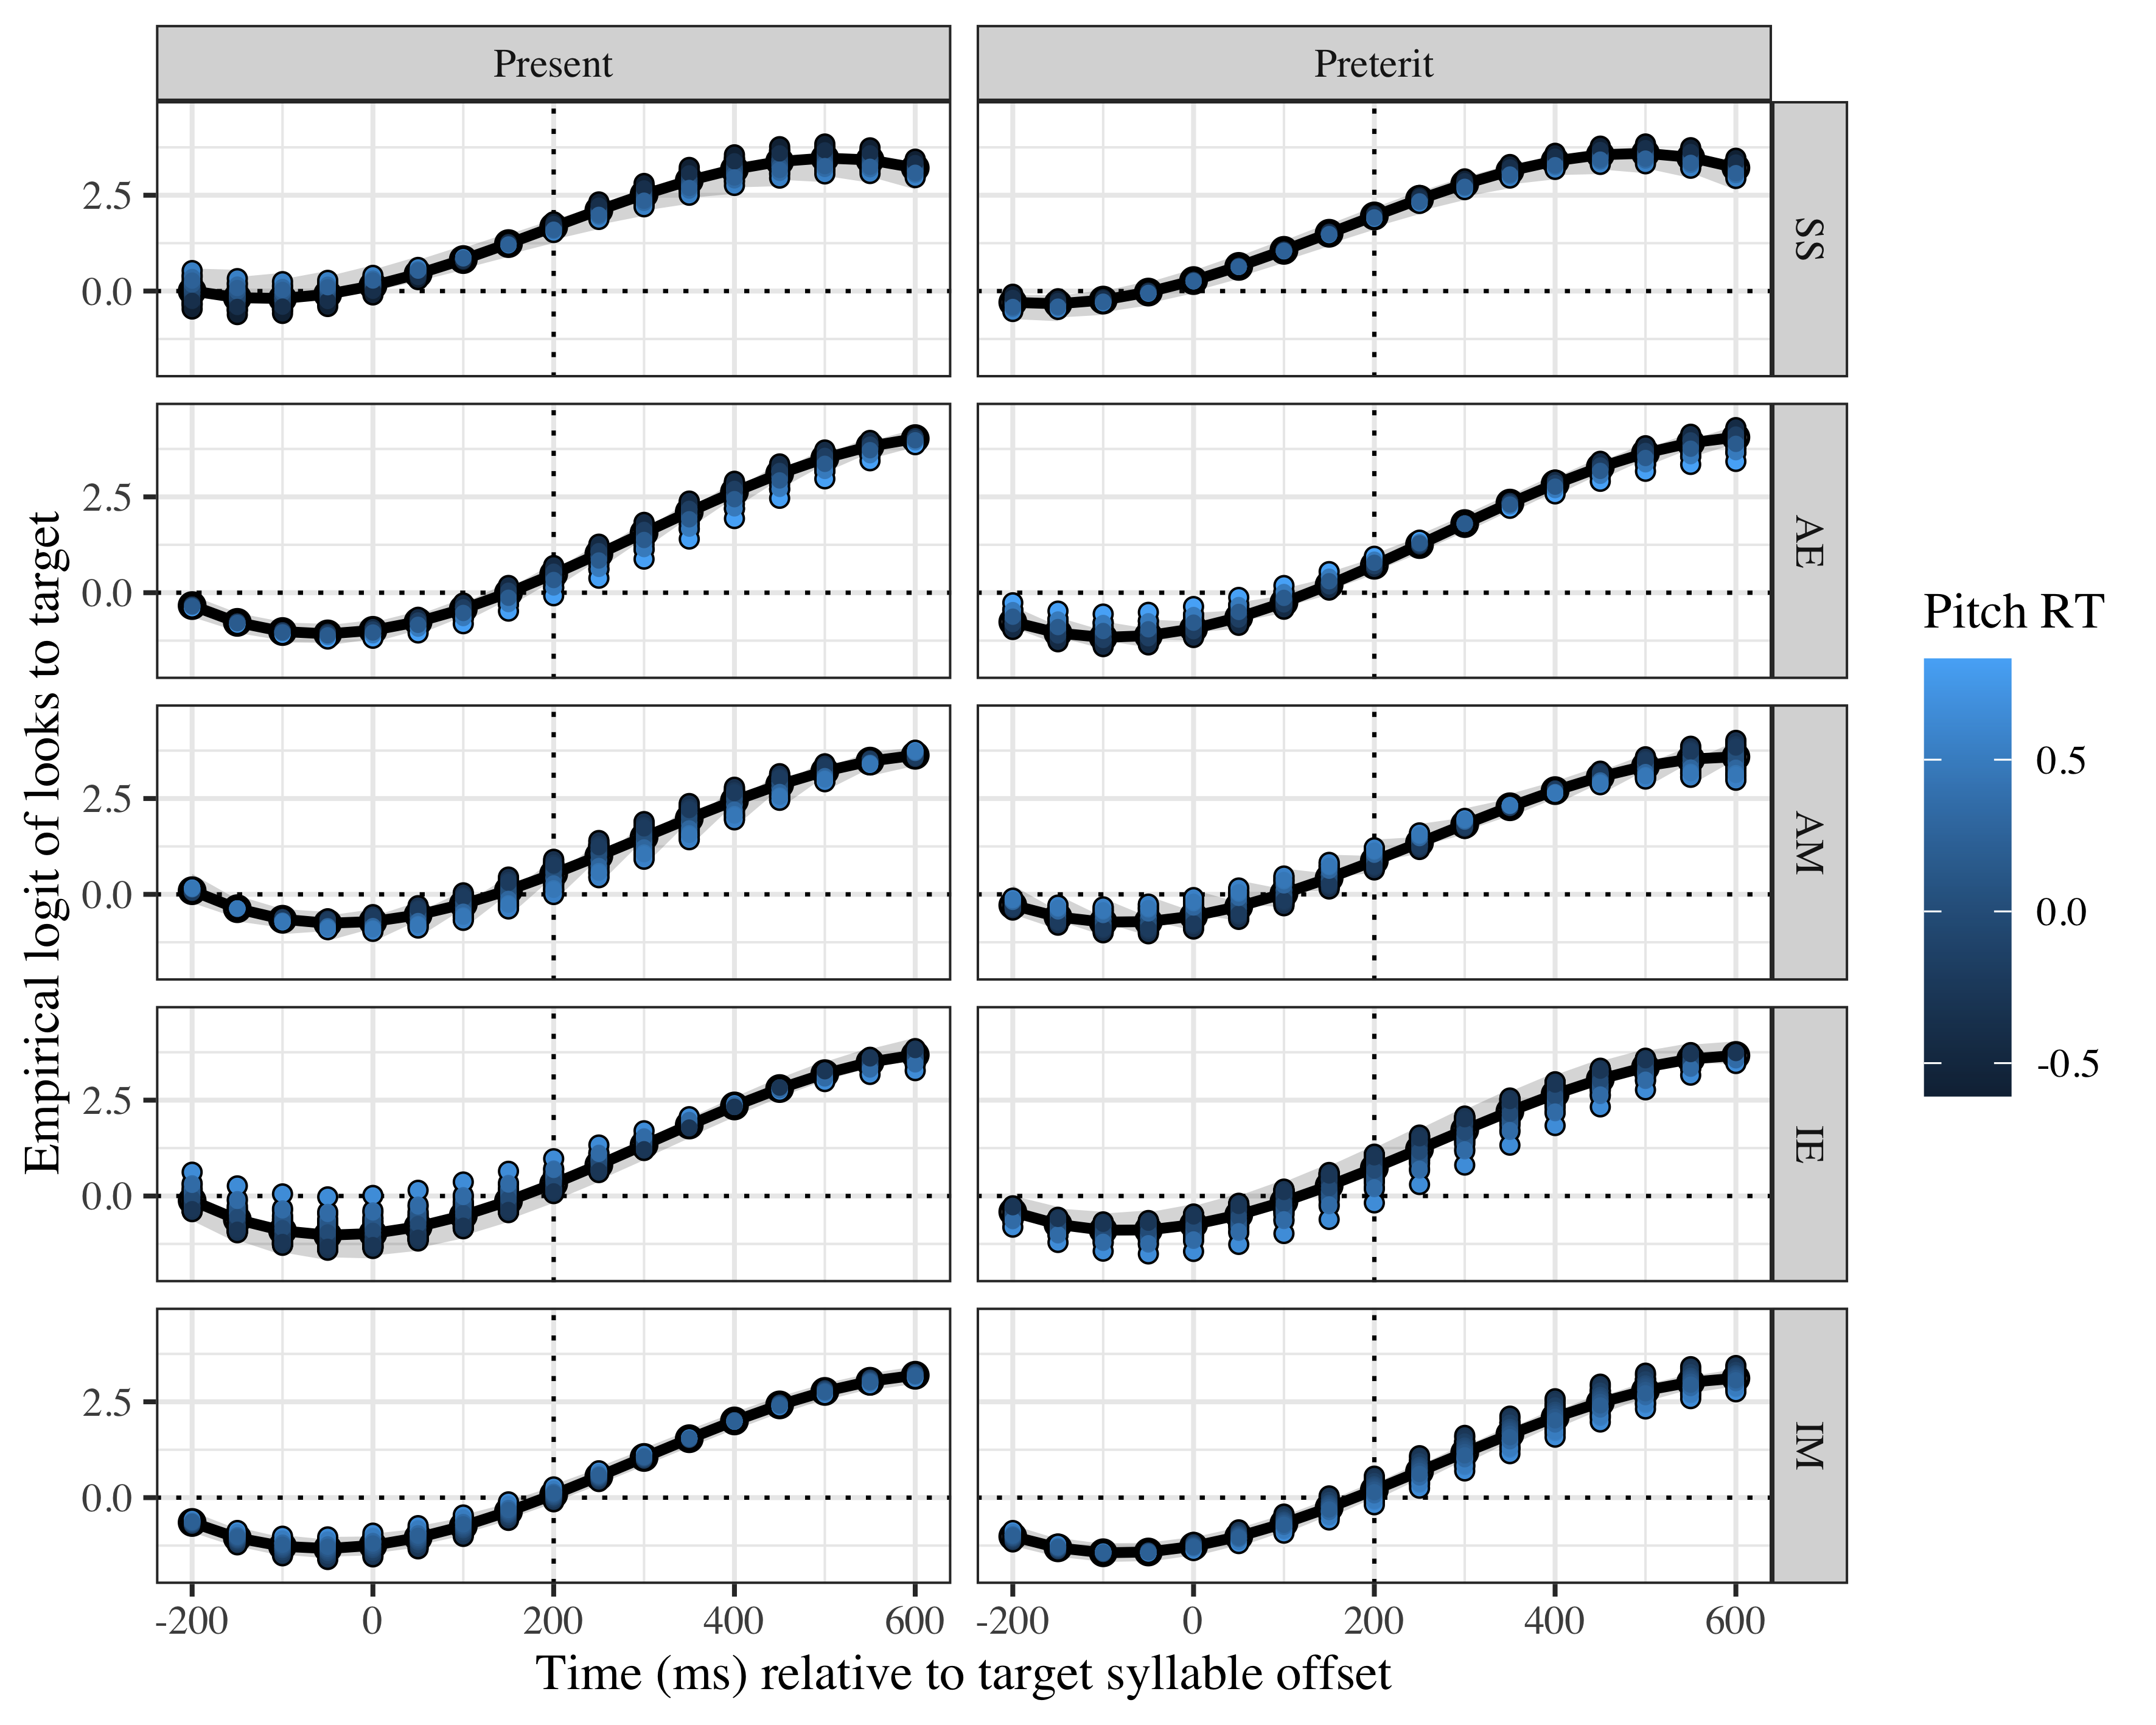 Present
Preterit
Empirical logit of looks to target
2.5
0.0
SS
2.5
0.0
AE
2.5
0.0
AM
2.5
0.0
IE
2.5
0.0
IM
-200 0 200 400 600
-200 0 200 400 600
Time (ms) relative to target syllable offset
Pitch RT
0.5
0.0
-0.5